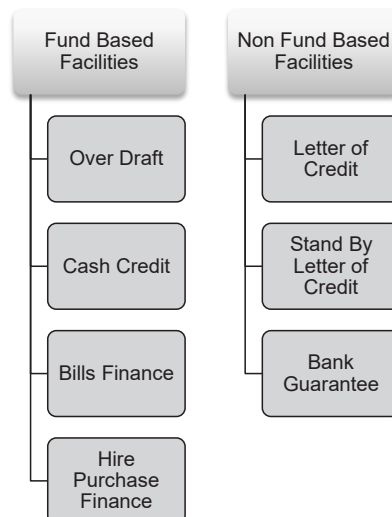 Fund Based
Facilities
Over Draft
Cash Credit
Bills Finance
Hire
Purchase
Finance
Non Fund Based
Facilities
Letter of
Credit
Stand By
Letter of
Credit
Bank
Guarantee